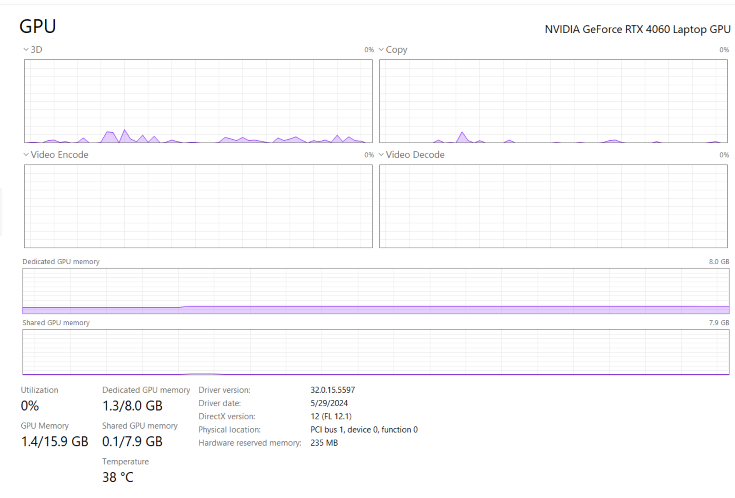 GPU
NVIDIA GeForce RTX 4060 Laptop GPU
3D 0%
Copy 0%
Video Encode 0%
Video Decode 0%
Dedicated GPU memory 8.0 GB
Shared GPU memory 7.9 GB
Utilization
0%
Dedicated GPU memory
1.3/8.0 GB
Driver version: 32.0.15.5597
Driver date: 5/29/2024
DirectX version: 12 (FL 12.1)
Physical location: PCI bus 1, device 0, function 0
Hardware reserved memory: 235 MB
GPU Memory
1.4/15.9 GB
Shared GPU memory
0.1/7.9 GB
Temperature
38 °C